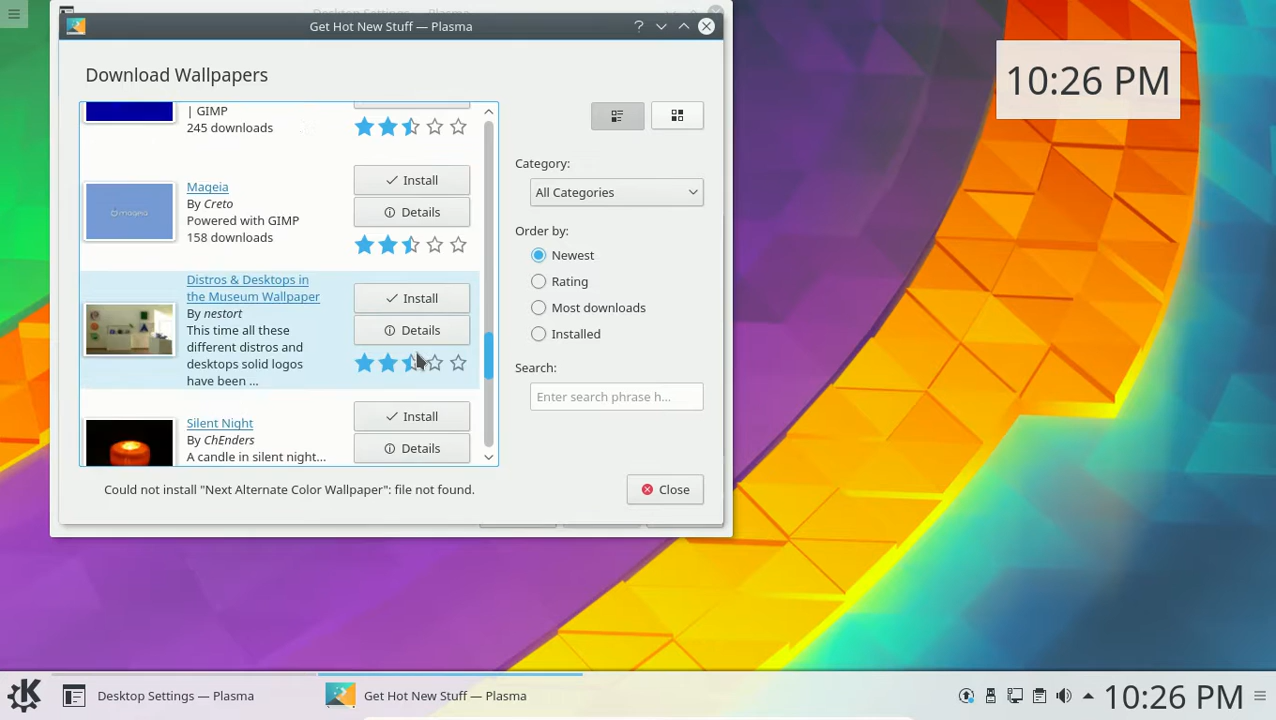 Get Hot New Stuff — Plasma
10:26 PM
Download Wallpapers
| GIMP
245 downloads
Mageia
By Creto
Powered with GIMP
158 downloads
Install
Details
Distros & Desktops in
the Museum Wallpaper
By nestort
This time all these
different distros and
desktops solid logos
have been ...
Install
Details
Silent Night
By ChEnders
A candle in silent night...
Install
Details
Category:
All Categories
Order by:
Newest
Rating
Most downloads
Installed
Search:
Enter search phrase h...
Could not install "Next Alternate Color Wallpaper": file not found.
Close
Desktop Settings — Plasma
Get Hot New Stuff — Plasma
10:26 PM